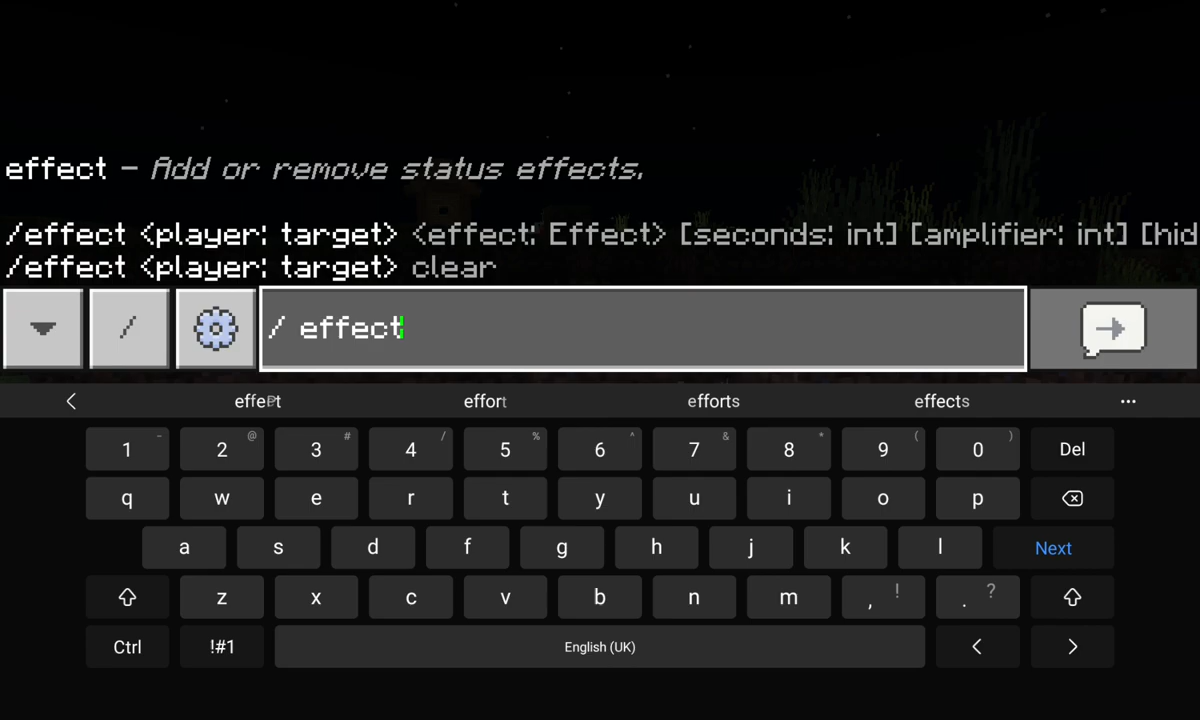 effect – Add or remove status effects.
/effect <player: target> <effect: Effect> [seconds: int] [amplifier: int] [hid
/effect <player: target> clear
/ / effect
effort efforts effects ...
1 - 2 @ 3 # 4 / 5 % 6 ^ 7 & 8 * 9 ( 0 ) Del
q w e r t y u i o p
a s d f g h j k l Next
z x c v b n m , ! . ?
Ctrl !#1 English (UK) < >